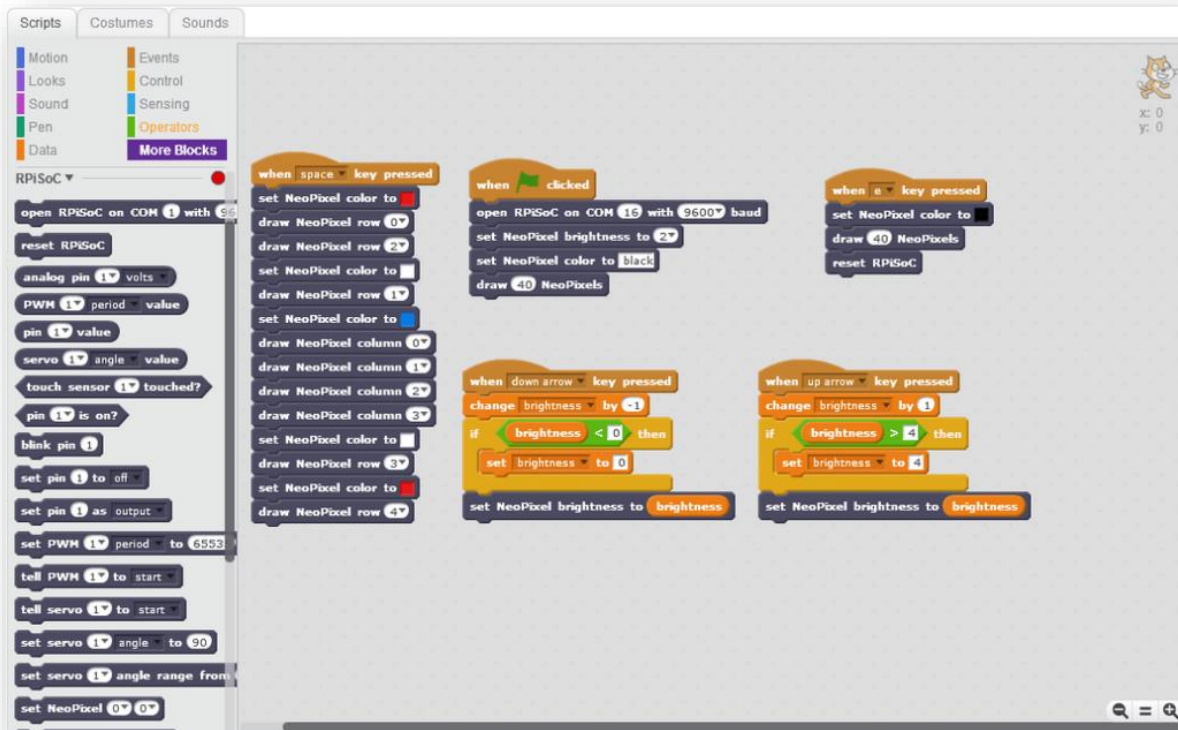 Scripts Costumes Sounds
Motion Events
Looks Control
Sound Sensing
Pen Operators
Data More Blocks
RPiSoC
open RPiSoC on COM 1 with 96
reset RPiSoC
analog pin 1 volts
PWM 1 period value
pin 1 value
servo 1 angle value
touch sensor 1 touched?
pin 1 is on?
blink pin 1
set pin 1 to off
set pin 1 as output
set PWM 1 period to 6553
tell PWM 1 to start
tell servo 1 to start
set servo 1 angle to 90
set servo 1 angle range from
set NeoPixel 0 0
when space key pressed
set NeoPixel color to
draw NeoPixel row 0
draw NeoPixel row 2
set NeoPixel color to
draw NeoPixel row 1
set NeoPixel color to
draw NeoPixel column 0
draw NeoPixel column 1
draw NeoPixel column 2
draw NeoPixel column 3
set NeoPixel color to
draw NeoPixel row 3
set NeoPixel color to
draw NeoPixel row 4
when clicked
open RPiSoC on COM 16 with 9600 baud
set NeoPixel brightness to 2
set NeoPixel color to black
draw 40 NeoPixels
when e key pressed
set NeoPixel color to
draw 40 NeoPixels
reset RPiSoC
when down arrow key pressed
change brightness by -1
if brightness < 0 then
set brightness to 0
set NeoPixel brightness to brightness
when up arrow key pressed
change brightness by 1
if brightness > 4 then
set brightness to 4
set NeoPixel brightness to brightness
x: 0
y: 0